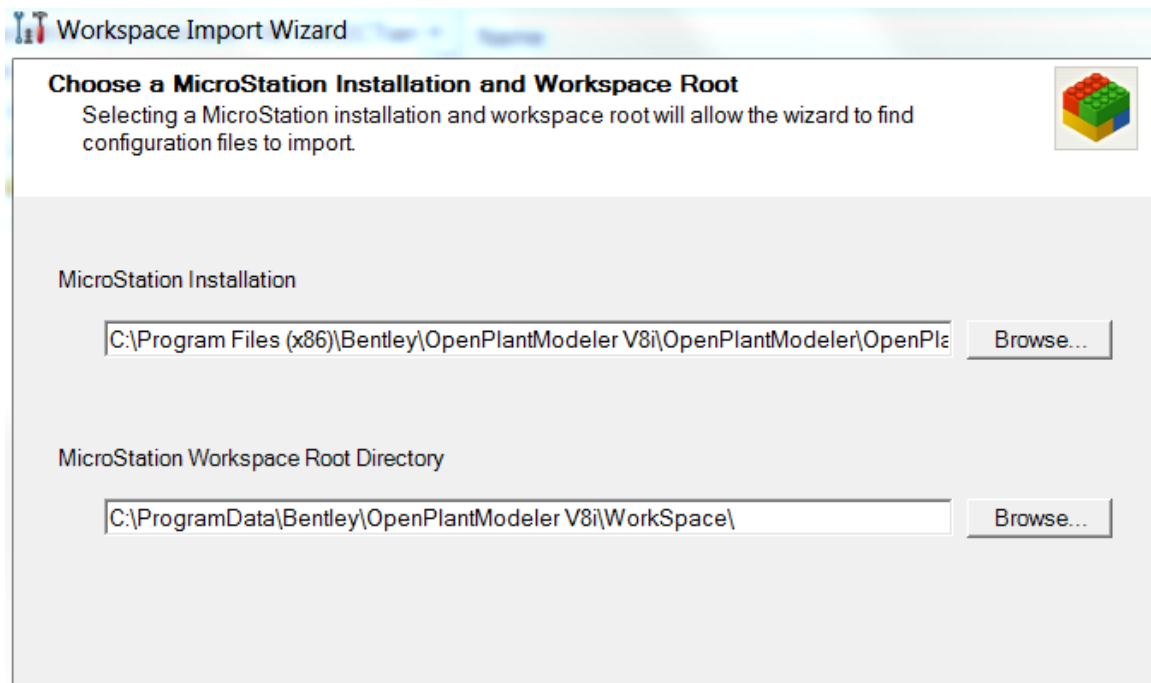 Workspace Import Wizard
Name
Choose a MicroStation Installation and Workspace Root
Selecting a MicroStation installation and workspace root will allow the wizard to find
configuration files to import.
MicroStation Installation
C:\Program Files (x86)\Bentley\OpenPlantModeler V8i\OpenPlantModeler\OpenPla
Browse...
MicroStation Workspace Root Directory
C:\ProgramData\Bentley\OpenPlantModeler V8i\WorkSpace\
Browse...